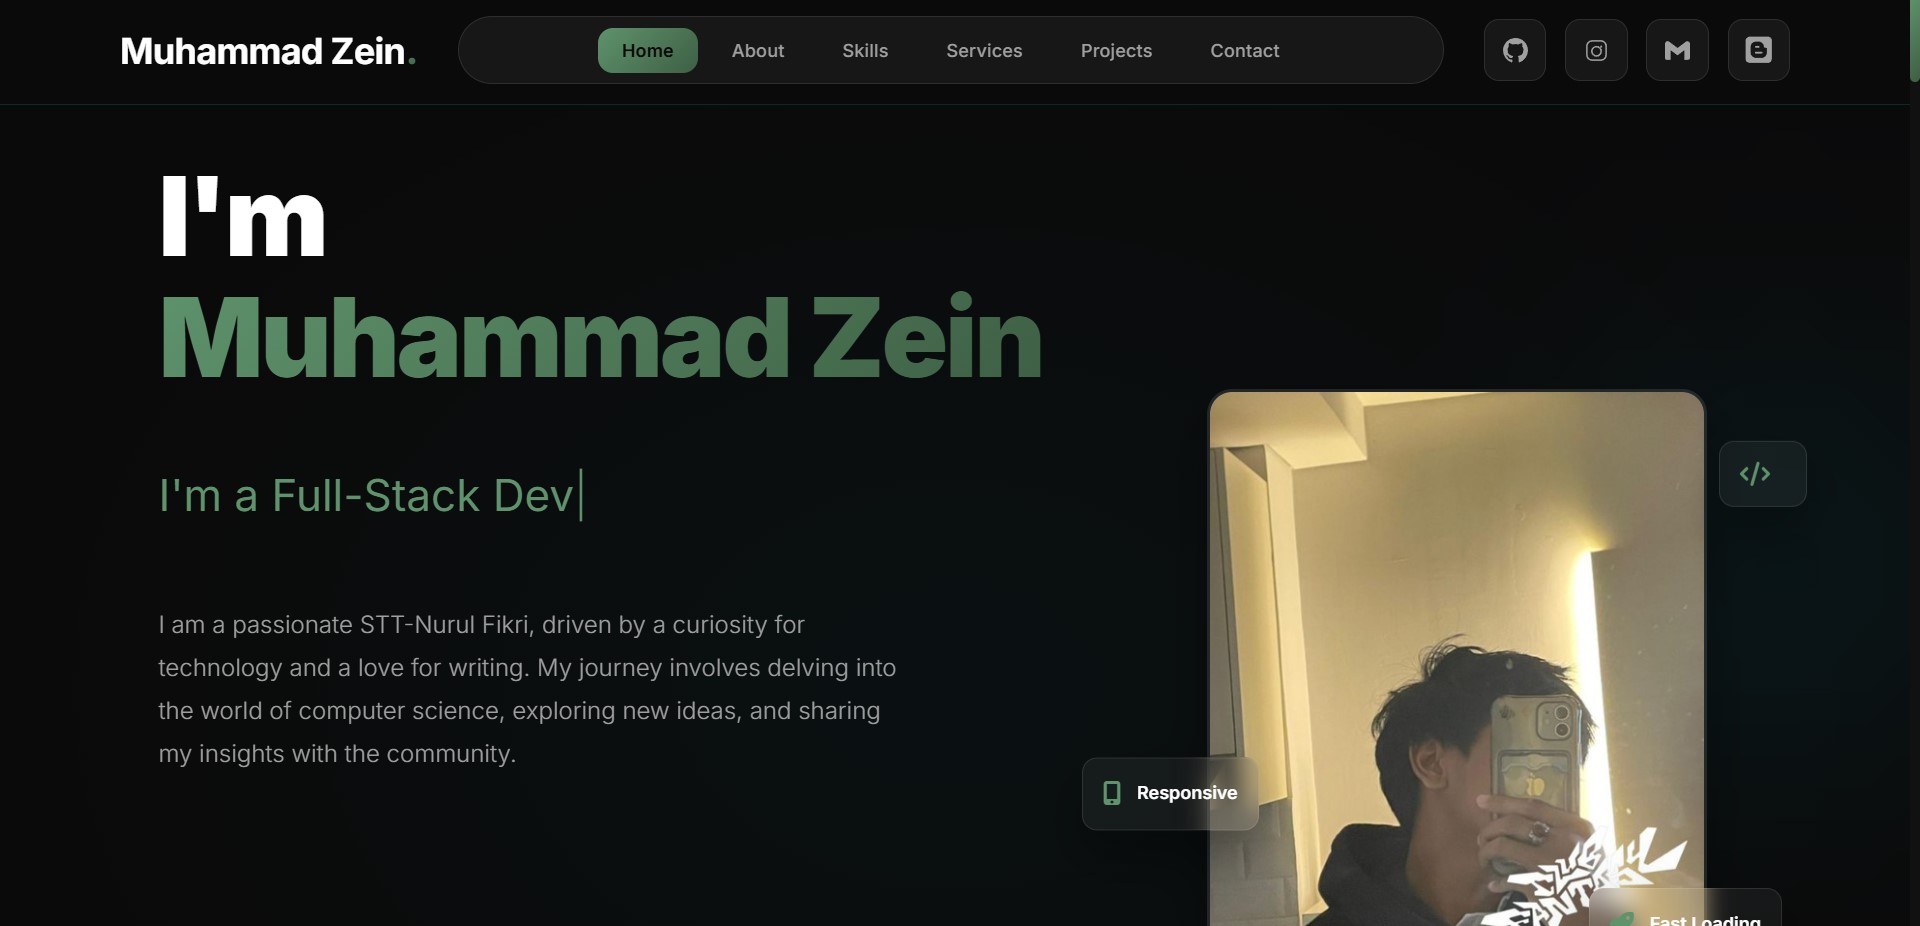 Muhammad Zein.
Home About Skills Services Projects Contact
I'm
Muhammad Zein
I'm a Full-Stack Dev
I am a passionate STT-Nurul Fikri, driven by a curiosity for
technology and a love for writing. My journey involves delving into
the world of computer science, exploring new ideas, and sharing
my insights with the community.
</>
Responsive
Fast Loading